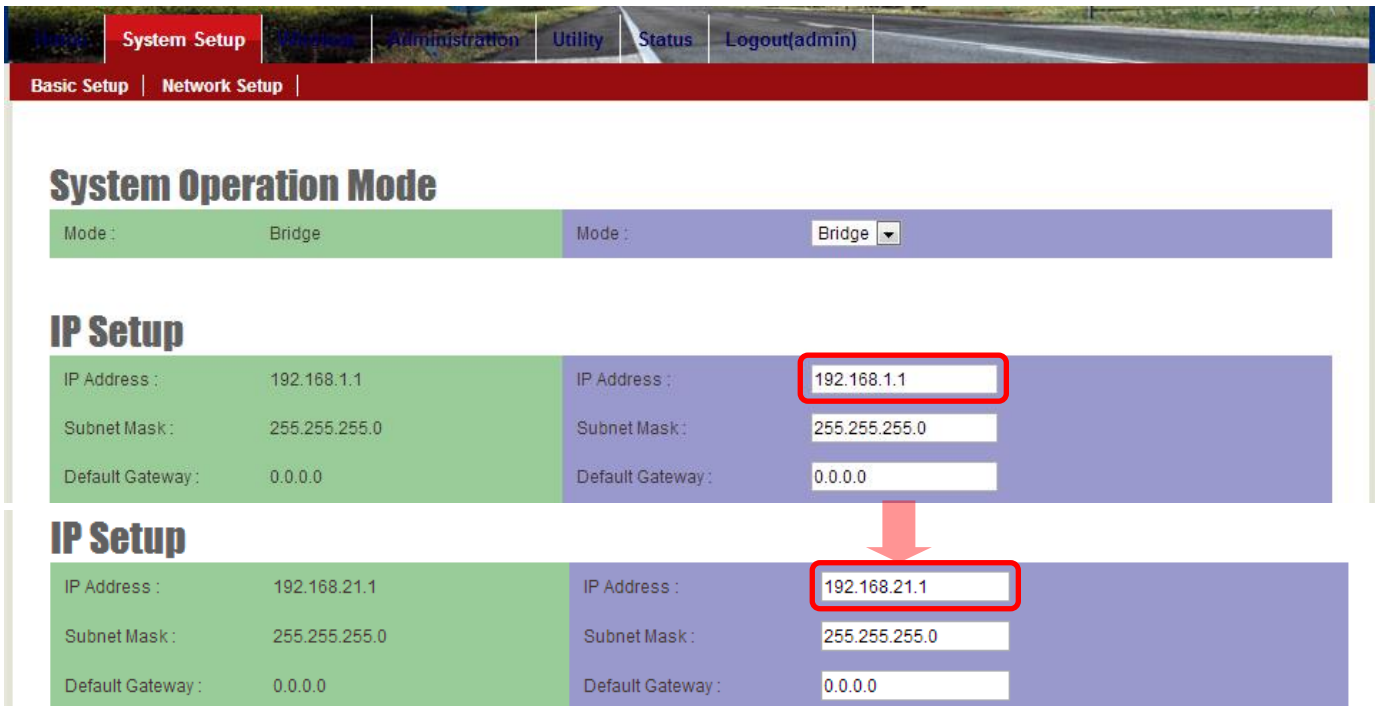 Home System Setup Wireless Administration Utility Status Logout(admin)
Basic Setup | Network Setup |
System Operation Mode
Mode : Bridge Mode : Bridge
IP Setup
IP Address : 192.168.1.1 IP Address : 192.168.1.1
Subnet Mask : 255.255.255.0 Subnet Mask : 255.255.255.0
Default Gateway : 0.0.0.0 Default Gateway : 0.0.0.0
IP Setup
IP Address : 192.168.21.1 IP Address : 192.168.21.1
Subnet Mask : 255.255.255.0 Subnet Mask : 255.255.255.0
Default Gateway : 0.0.0.0 Default Gateway : 0.0.0.0